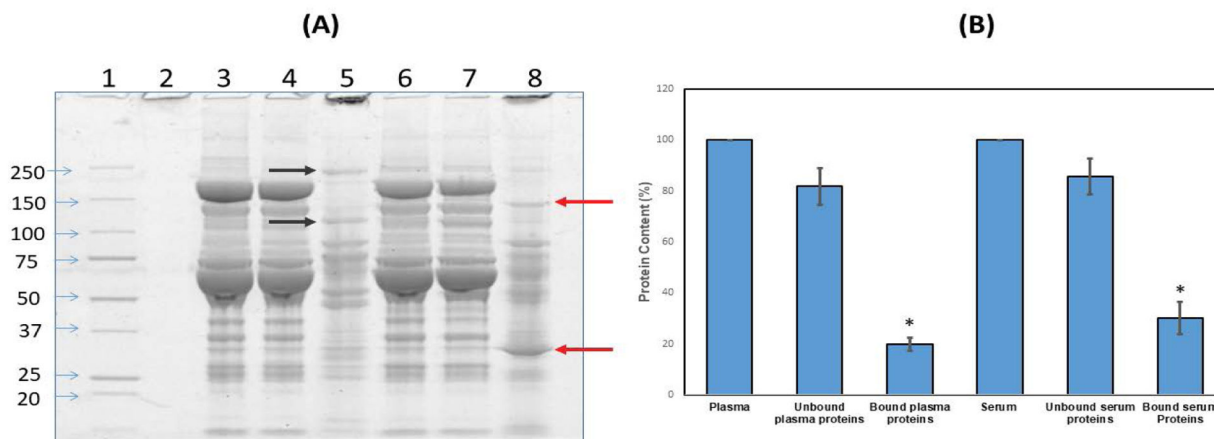 (A)
1 2 3 4 5 6 7 8
250
150
100
75
50
37
25
20
(B)
Protein Content (%)
120
100
80
60
40
20
0
*
*
Plasma
Unbound
plasma proteins
Bound plasma
proteins
Serum
Unbound serum
proteins
Bound serum
Proteins